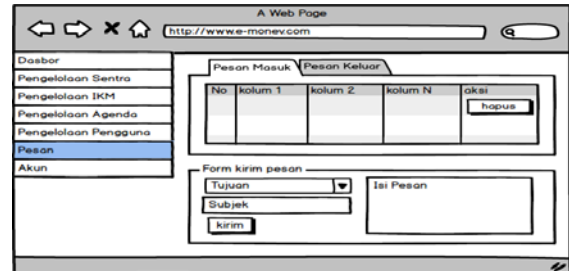 A Web Page
http://www.e-monev.com
Dasbor
Pengelolaan Sentra
Pengelolaan IKM
Pengelolaan Agenda
Pengelolaan Pengguna
Pesan
Akun
Pesan Masuk Pesan Keluar
No kolum 1 kolum 2 kolum N aksi
hapus
Form kirim pesan
Tujuan
Subjek
kirim
Isi Pesan